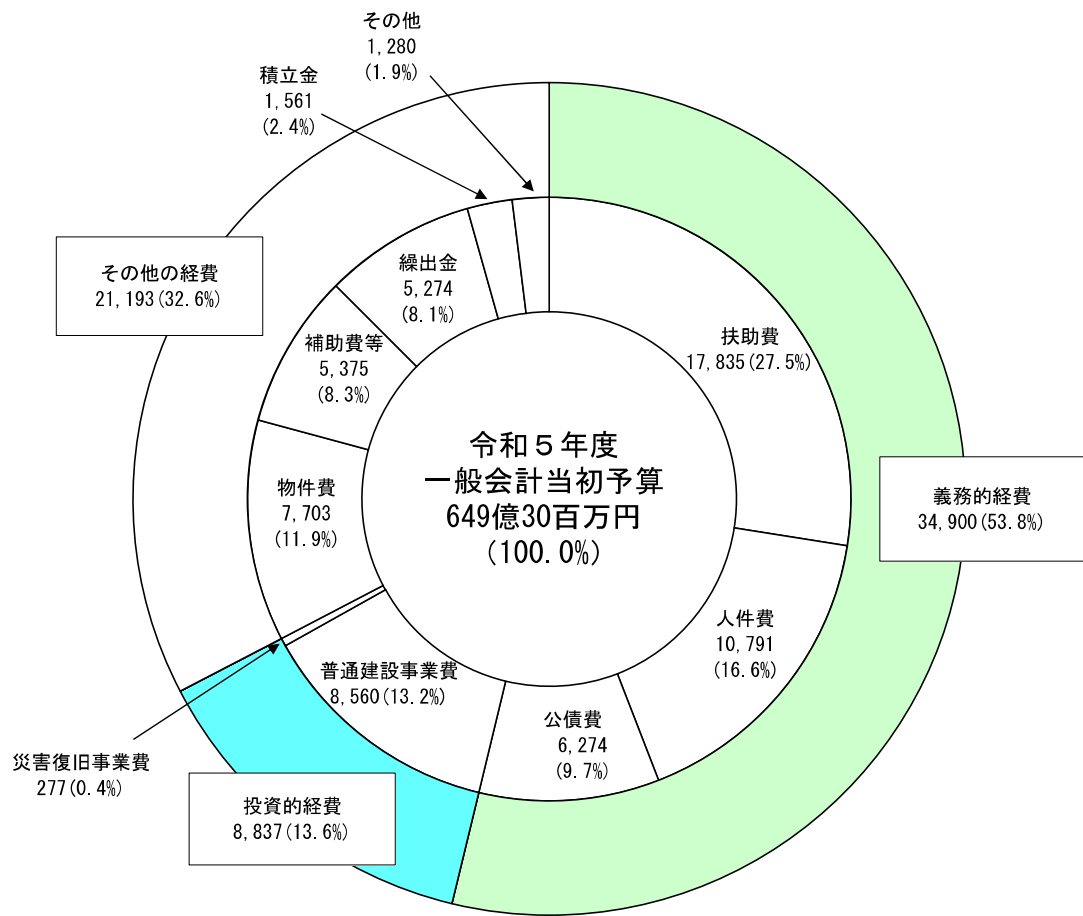 その他
1,280
(1.9%)
積立金
1,561
(2.4%)
その他の経費
21,193(32.6%)
繰出金
5,274
(8.1%)
補助費等
5,375
(8.3%)
扶助費
17,835(27.5%)
令和５年度
一般会計当初予算
649億30百万円
(100.0%)
物件費
7,703
(11.9%)
義務的経費
34,900(53.8%)
人件費
10,791
(16.6%)
普通建設事業費
8,560(13.2%)
公債費
6,274
(9.7%)
災害復旧事業費
277(0.4%)
投資的経費
8,837(13.6%)